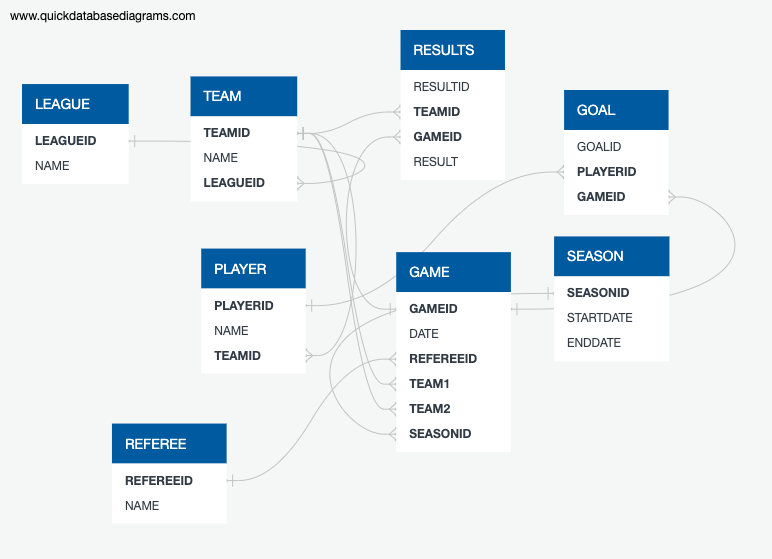 www.quickdatabasediagrams.com
LEAGUE
LEAGUEID
NAME
TEAM
TEAMID
NAME
LEAGUEID
RESULTS
RESULTID
TEAMID
GAMEID
RESULT
GOAL
GOALID
PLAYERID
GAMEID
PLAYER
PLAYERID
NAME
TEAMID
GAME
GAMEID
DATE
REFEREEID
TEAM1
TEAM2
SEASONID
SEASON
SEASONID
STARTDATE
ENDDATE
REFEREE
REFEREEID
NAME